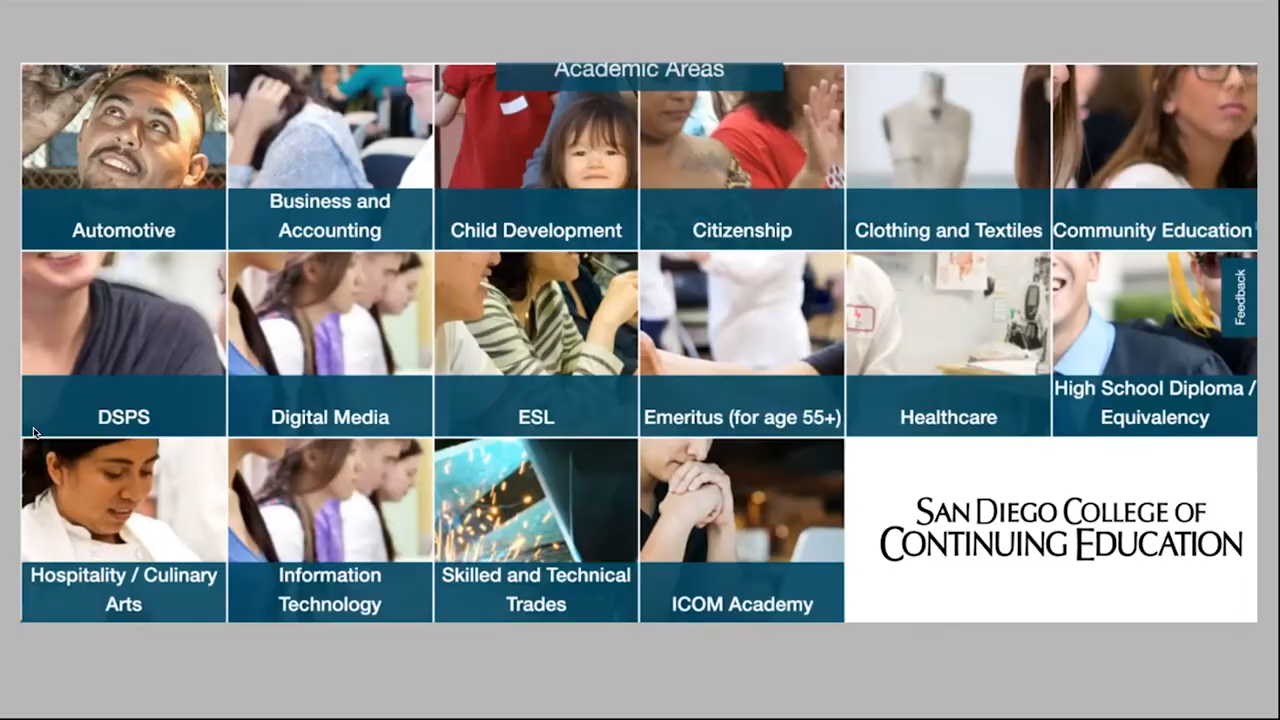 Academic Areas
Automotive
Business and
Accounting
Child Development
Citizenship
Clothing and Textiles
Community Education
DSPS
Digital Media
ESL
Emeritus (for age 55+)
Healthcare
High School Diploma /
Equivalency
Feedback
Hospitality / Culinary
Arts
Information
Technology
Skilled and Technical
Trades
ICOM Academy
SAN DIEGO COLLEGE OF
CONTINUING EDUCATION